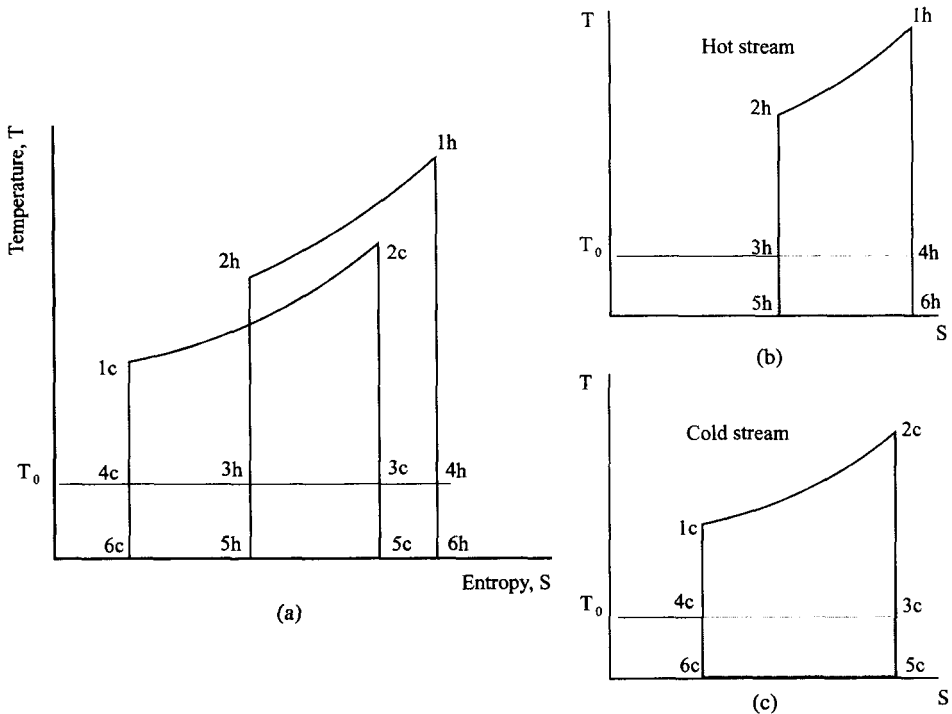 Temperature, T
1h
2h
2c
1c
T0
4c
3h
3c
4h
6c
5h
5c
6h
Entropy, S
(a)
T
1h
Hot stream
2h
T0
3h
4h
5h
6h
S
(b)
T
2c
Cold stream
1c
T0
4c
3c
6c
5c
S
(c)